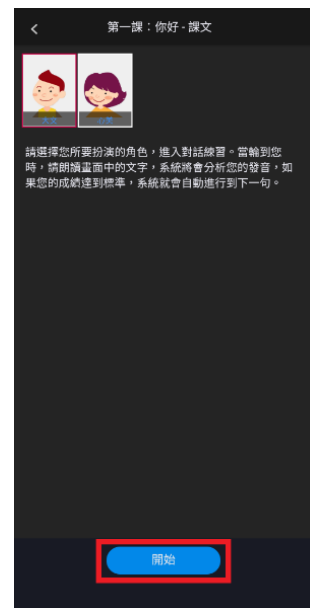 第一課：你好 - 課文
請選擇您所要扮演的角色，進入對話練習。當輪到您
時，請朗讀畫面中的文字，系統將會分析您的發音，如
果您的成績達到標準，系統就會自動進行到下一句。
開始